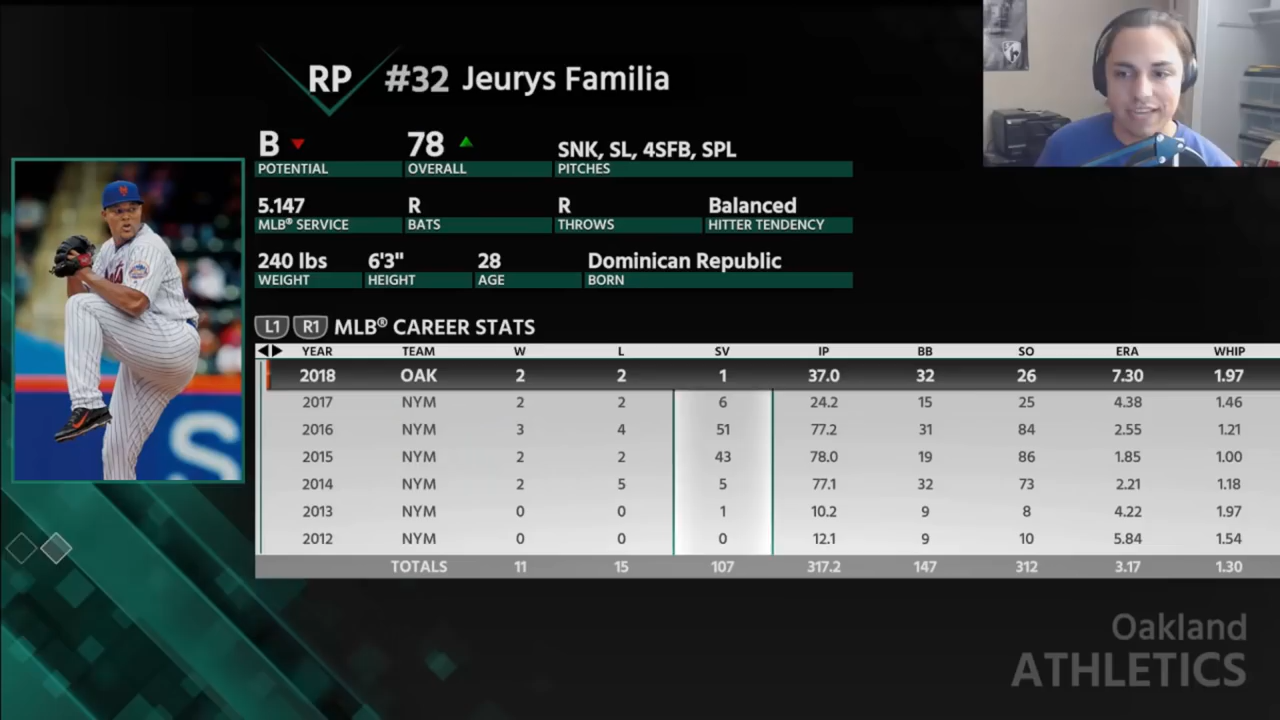 RP #32 Jeurys Familia
B 78 SNK, SL, 4SFB, SPL
POTENTIAL OVERALL PITCHES
5.147 R R Balanced
MLB® SERVICE BATS THROWS HITTER TENDENCY
240 lbs 6'3" 28 Dominican Republic
WEIGHT HEIGHT AGE BORN
L1 R1 MLB® CAREER STATS
YEAR TEAM W L SV IP BB SO ERA WHIP
2018 OAK 2 2 1 37.0 32 26 7.30 1.97
2017 NYM 2 2 6 24.2 15 25 4.38 1.46
2016 NYM 3 4 51 77.2 31 84 2.55 1.21
2015 NYM 2 2 43 78.0 19 86 1.85 1.00
2014 NYM 2 5 5 77.1 32 73 2.21 1.18
2013 NYM 0 0 1 10.2 9 8 4.22 1.97
2012 NYM 0 0 0 12.1 9 10 5.84 1.54
TOTALS 11 15 107 317.2 147 312 3.17 1.30
Oakland
ATHLETICS